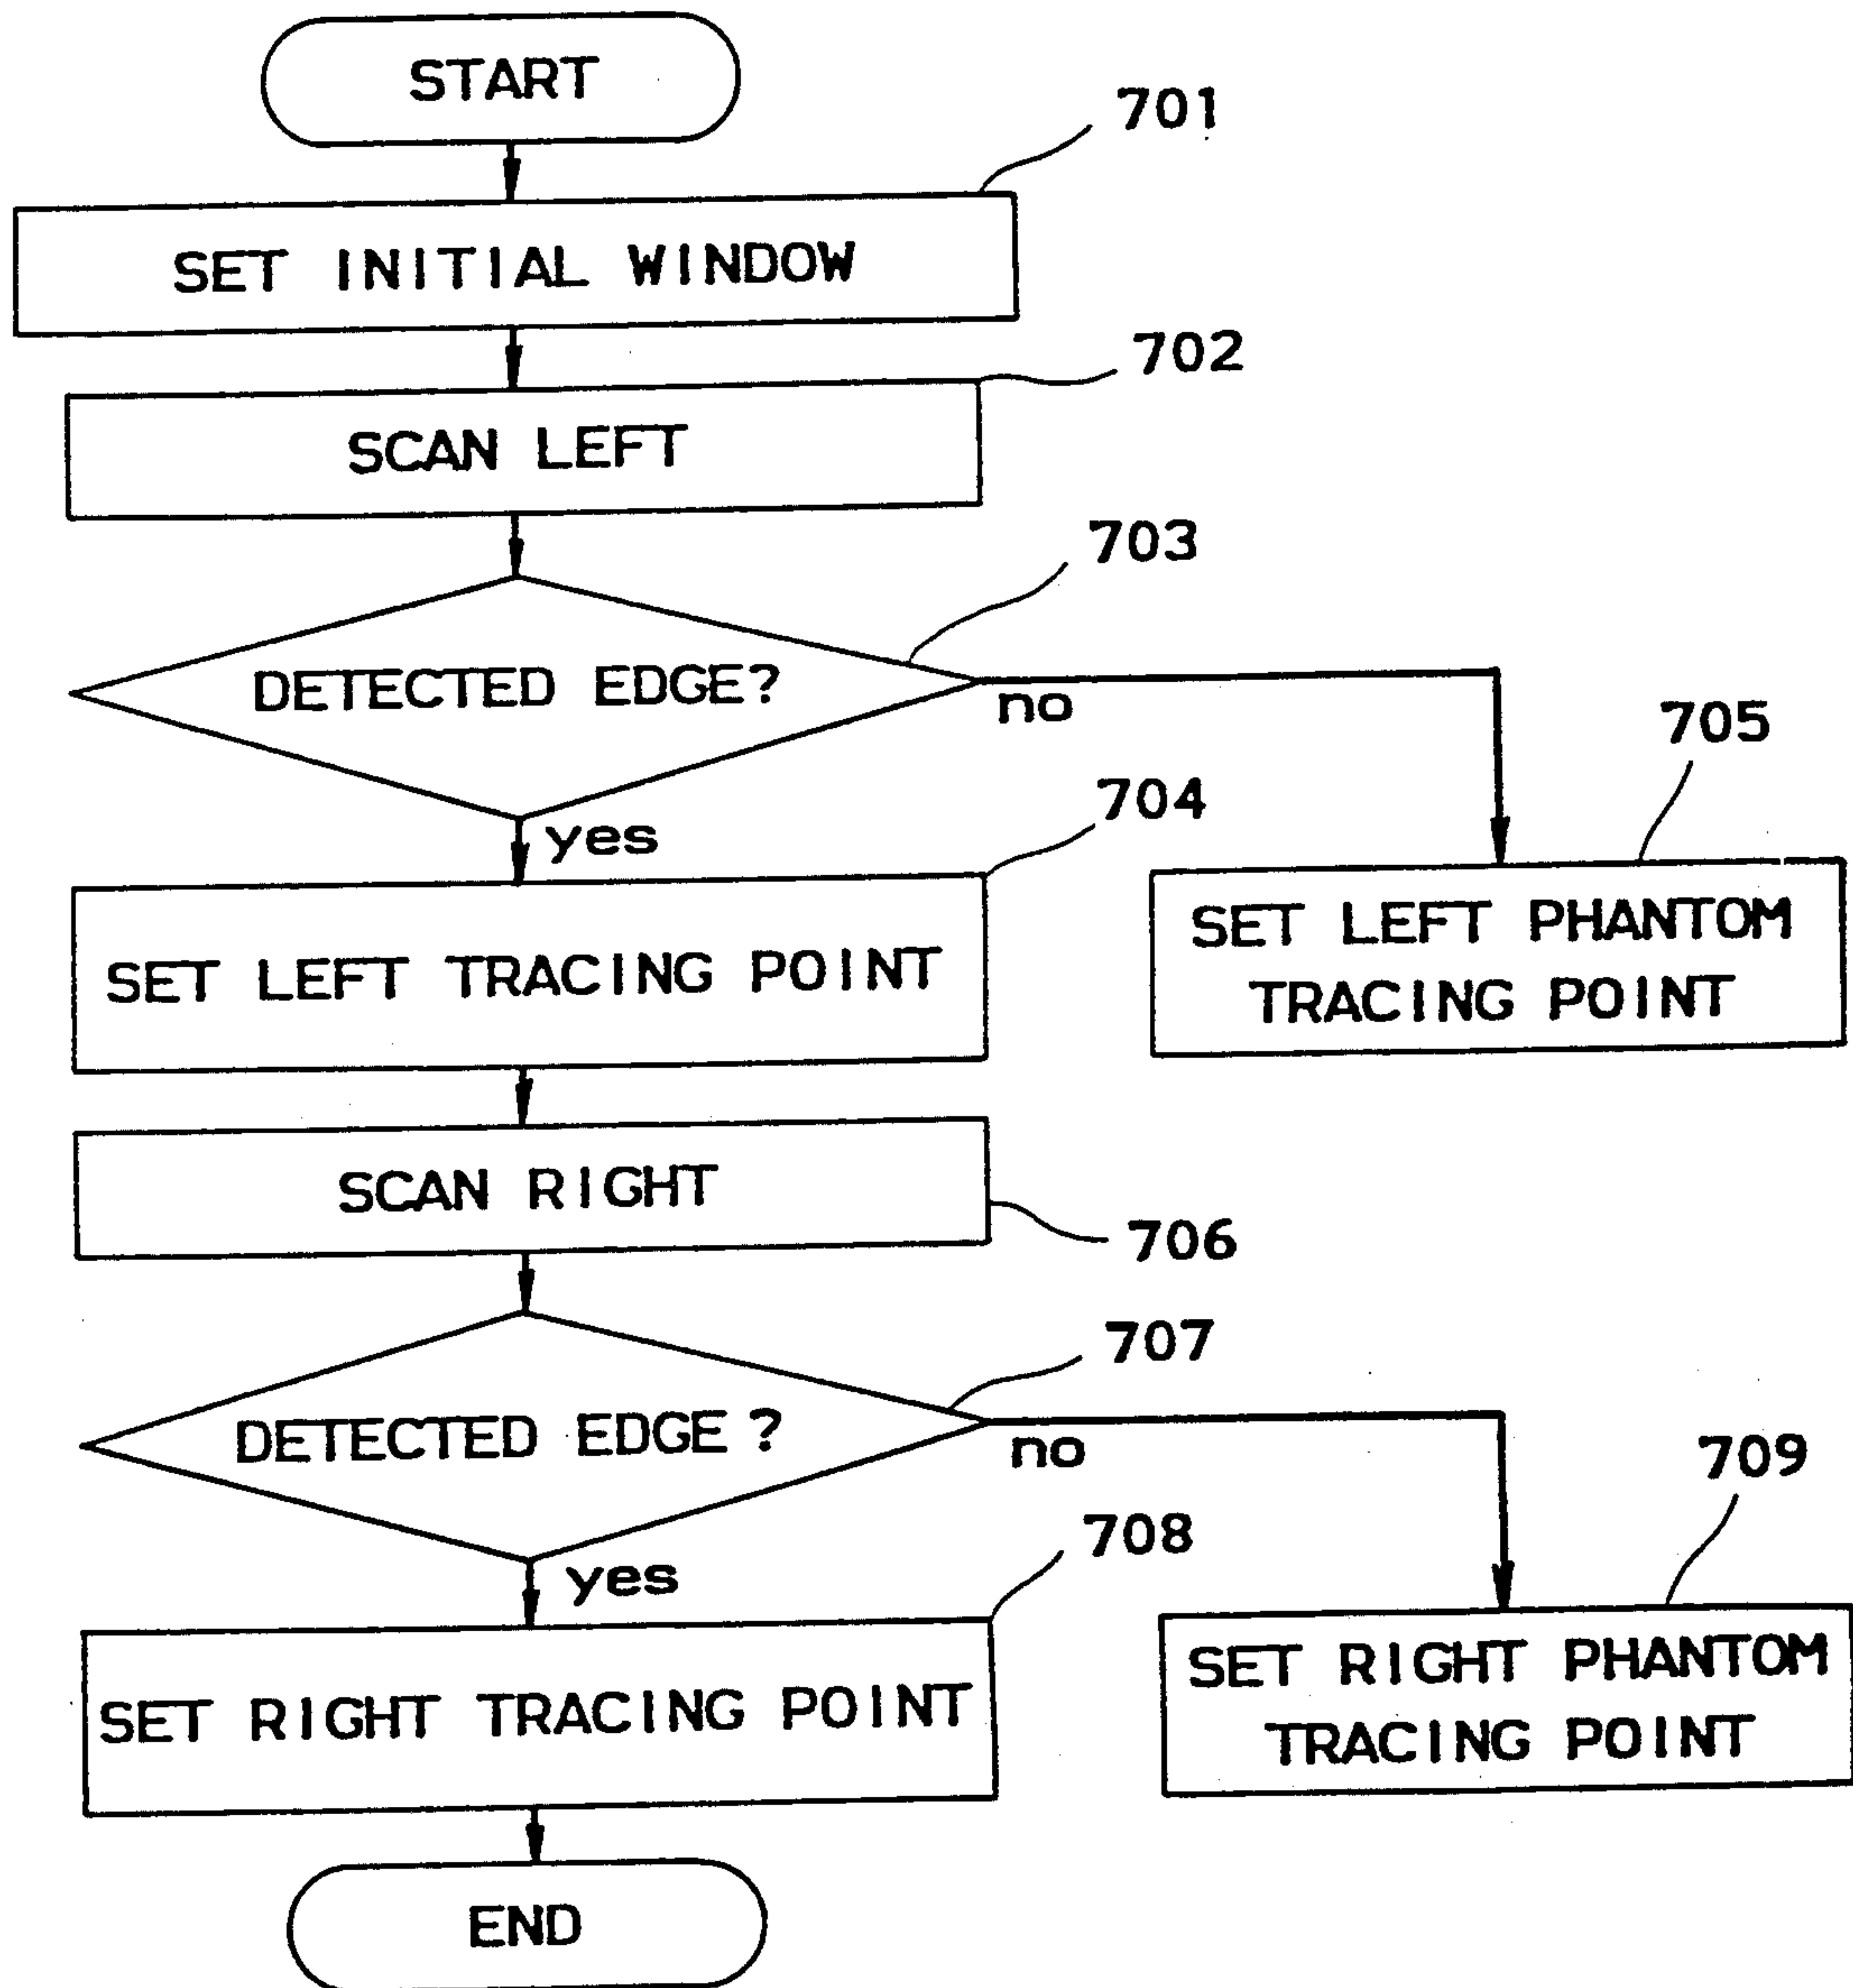 START
701
SET INITIAL WINDOW
702
SCAN LEFT
703
DETECTED EDGE?
no
705
yes
704
SET LEFT TRACING POINT
SET LEFT PHANTOM
TRACING POINT
SCAN RIGHT
706
707
DETECTED EDGE ?
no
709
yes
708
SET RIGHT TRACING POINT
SET RIGHT PHANTOM
TRACING POINT
END